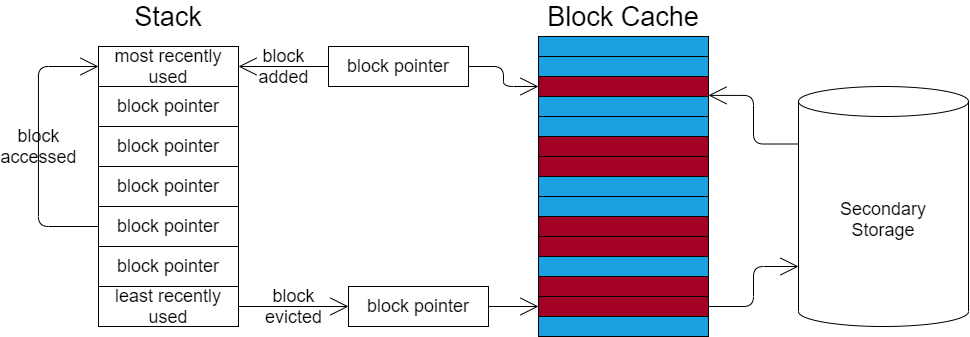 Stack
Block Cache
most recently
used
block
added
block pointer
block pointer
block
accessed
block pointer
block pointer
block pointer
block pointer
least recently
used
block
evicted
block pointer
Secondary
Storage